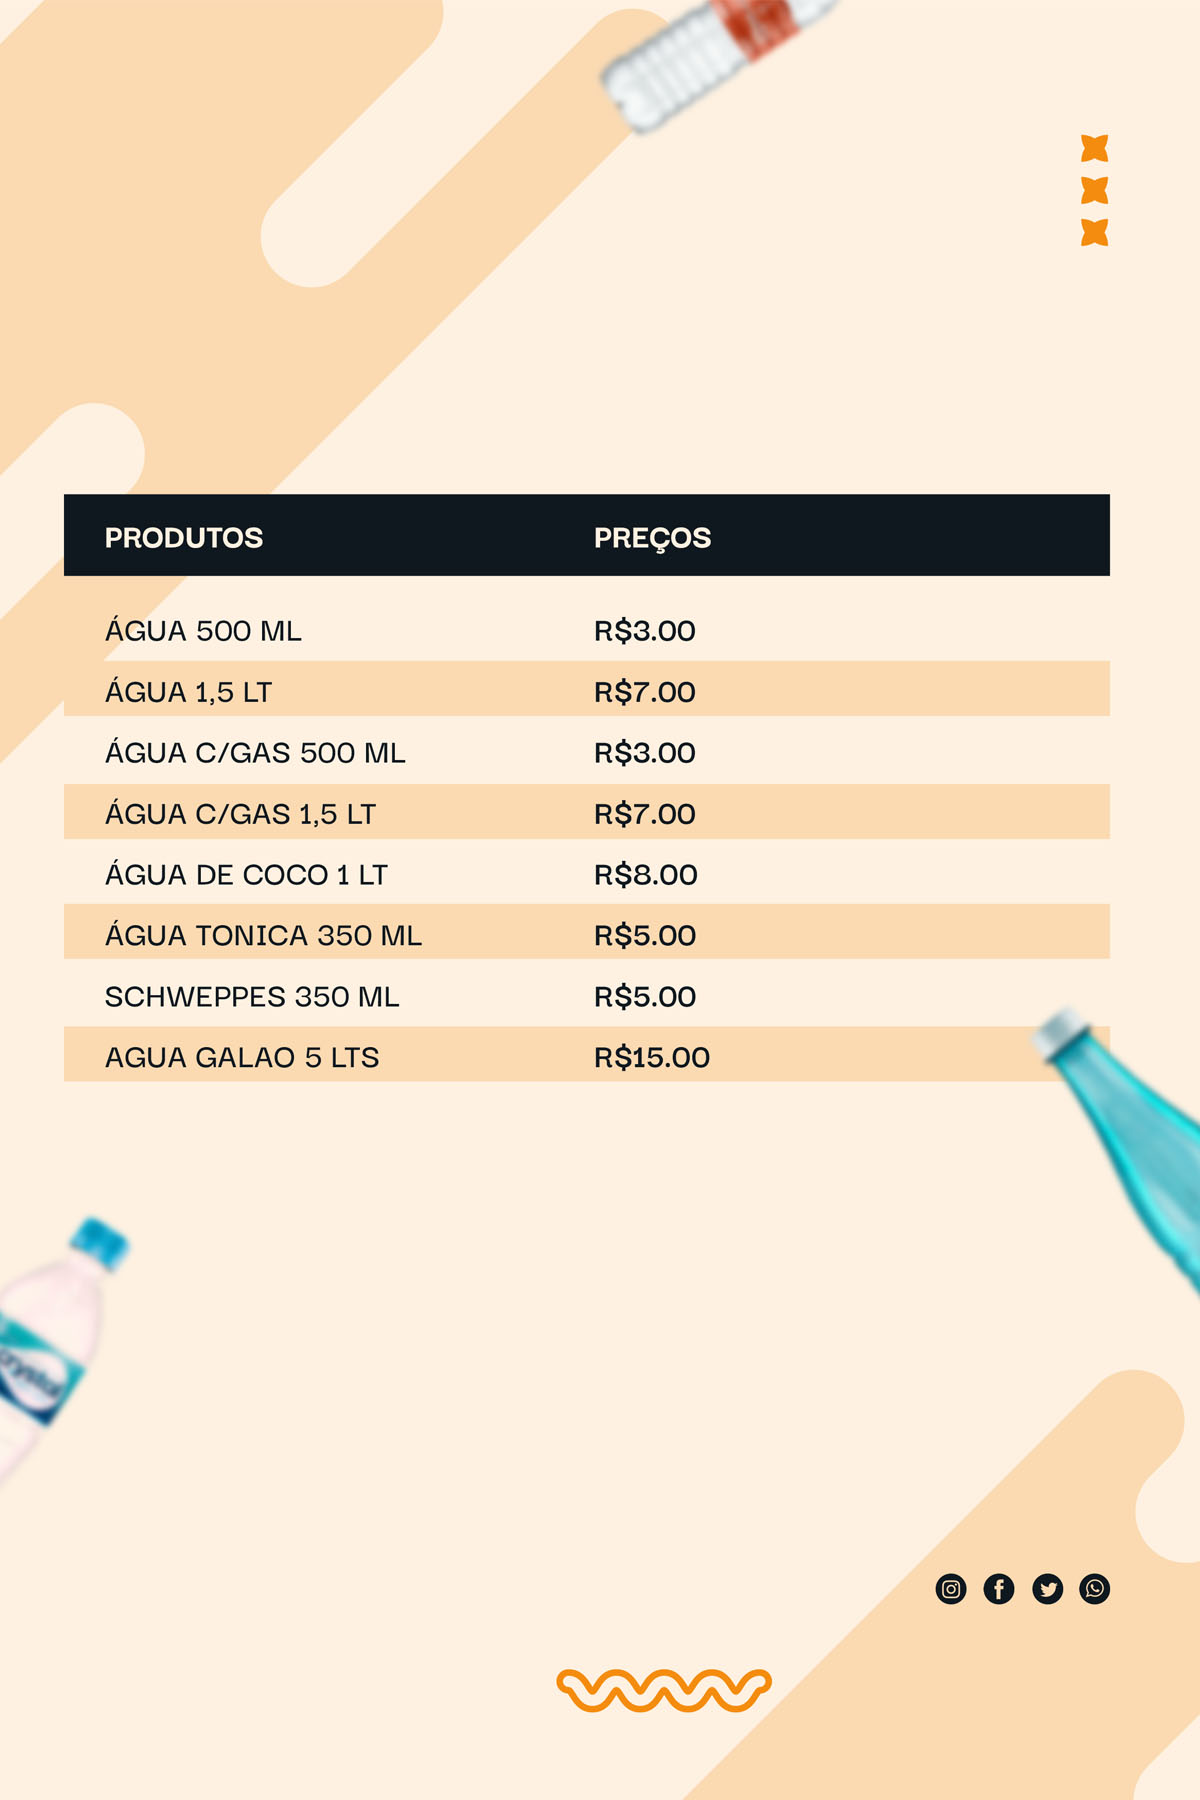 PRODUTOS PREÇOS
ÁGUA 500 ML R$3.00
ÁGUA 1,5 LT R$7.00
ÁGUA C/GAS 500 ML R$3.00
ÁGUA C/GAS 1,5 LT R$7.00
ÁGUA DE COCO 1 LT R$8.00
ÁGUA TONICA 350 ML R$5.00
SCHWEPPES 350 ML R$5.00
AGUA GALAO 5 LTS R$15.00
crystal